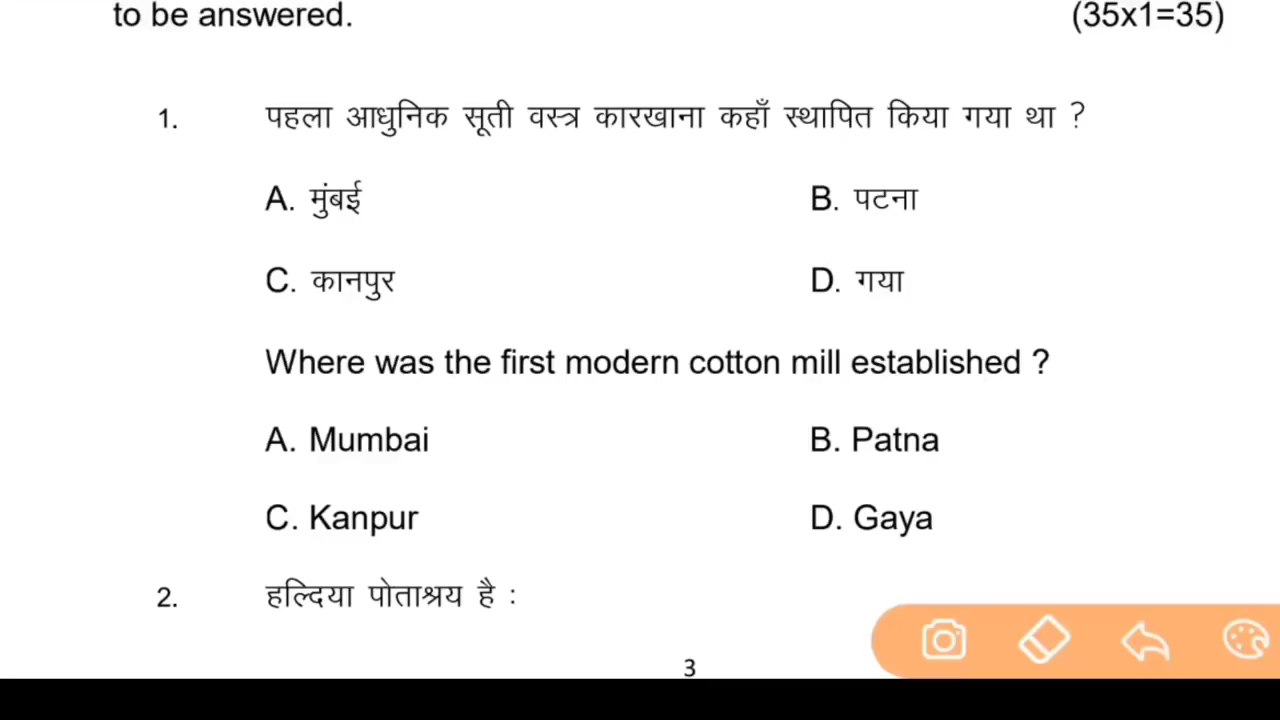 to be answered. (35x1=35)
1. पहला आधुनिक सूती वस्त्र कारखाना कहाँ स्थापित किया गया था ?
A. मुंबई B. पटना
C. कानपुर D. गया
Where was the first modern cotton mill established ?
A. Mumbai B. Patna
C. Kanpur D. Gaya
2. हल्दिया पोताश्रय है :
3